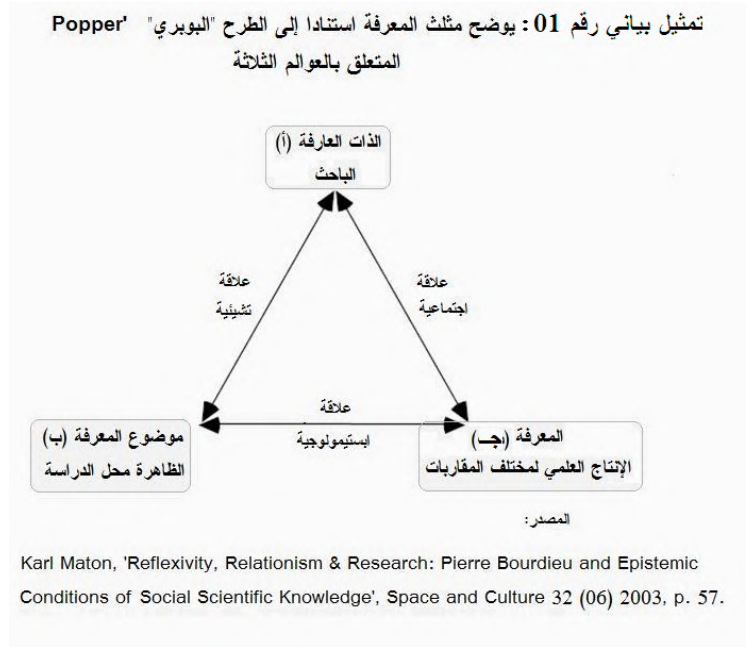 تمثيل بياني رقم 01 : يوضح مثلث المعرفة استنادا إلى الطرح "البوبري" Popper'
المتعلق بالعوالم الثلاثة
الذات العارفة (أ)
الباحث
علاقة
تشيئية
علاقة
اجتماعية
علاقة
ابستيمولوجية
موضوع المعرفة (ب)
الظاهرة محل الدراسة
المعرفة (جـ)
الإنتاج العلمي لمختلف المقاربات
المصدر:
Karl Maton, 'Reflexivity, Relationism & Research: Pierre Bourdieu and Epistemic
Conditions of Social Scientific Knowledge', Space and Culture 32 (06) 2003, p. 57.